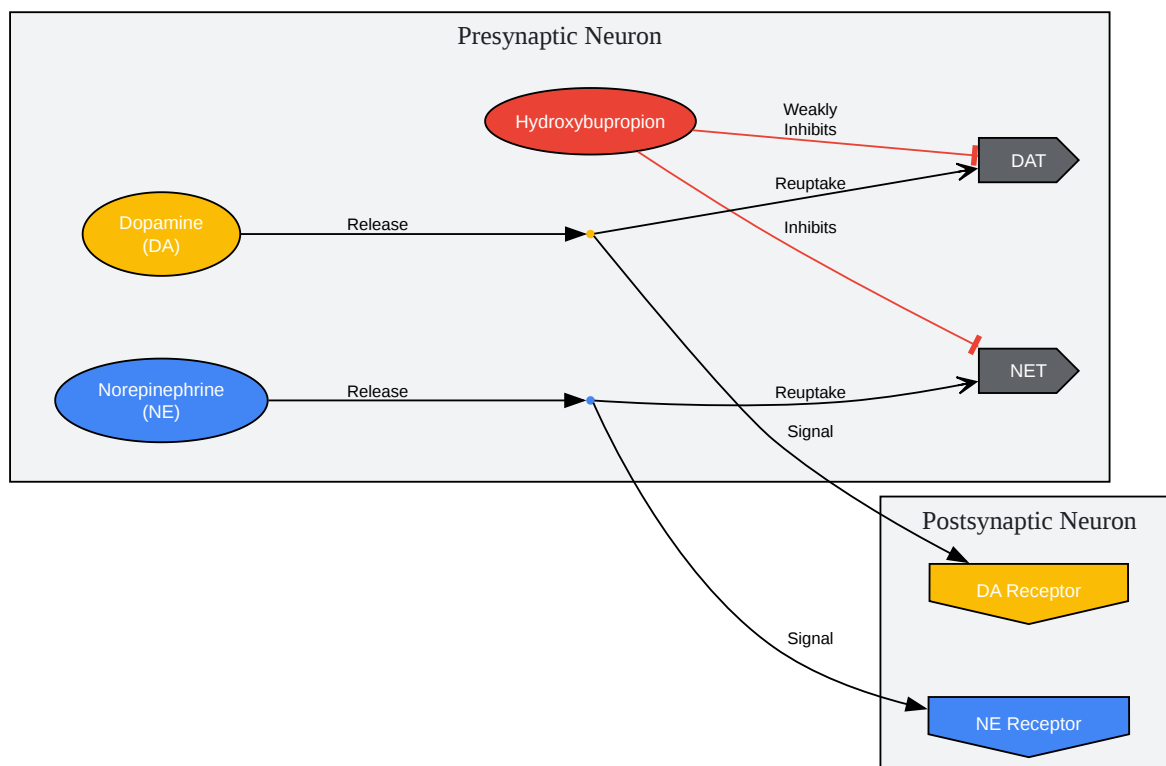 Presynaptic Neuron
Hydroxybupropion
Weakly
Inhibits
DAT
Reuptake
Dopamine
(DA)
Release
Inhibits
NET
Norepinephrine
(NE)
Release
Reuptake
Signal
Postsynaptic Neuron
DA Receptor
Signal
NE Receptor